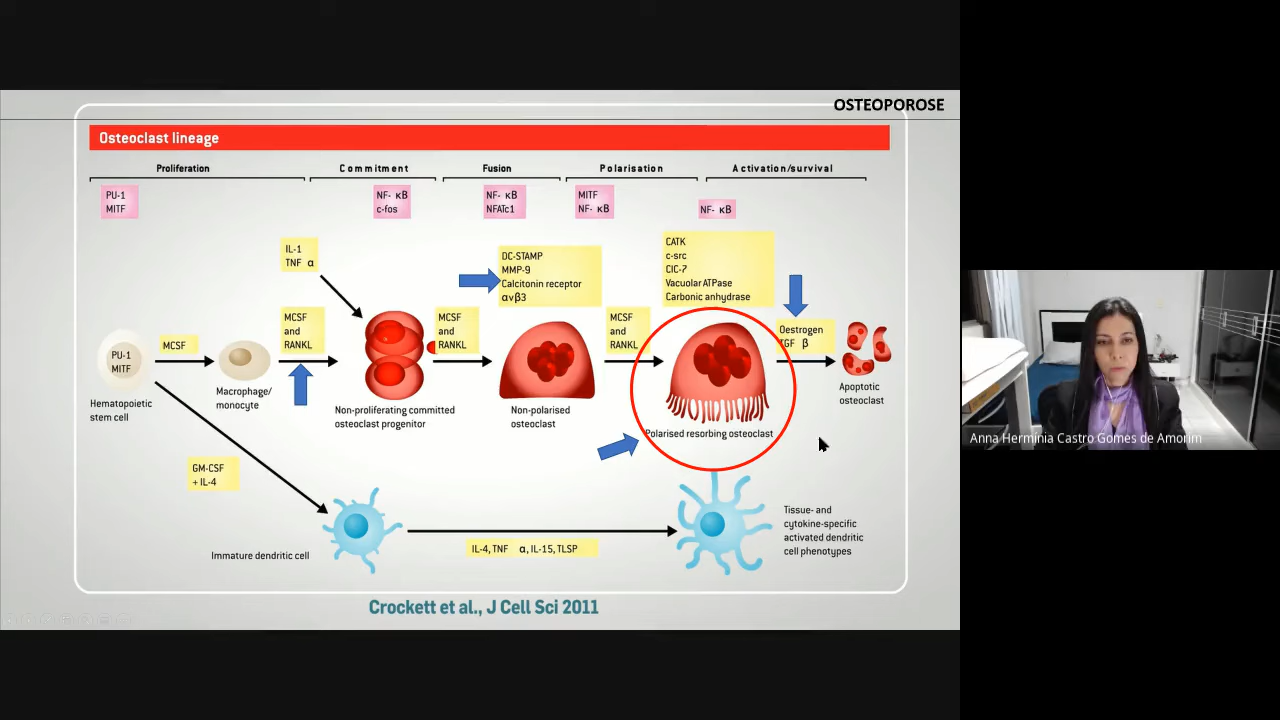 OSTEOPOROSE
Osteoclast lineage
Proliferation
Commitment
Fusion
Polarisation
Activation/survival
PU-1
MITF
NF- κB
c-fos
NF- κB
NFATc1
MITF
NF- κB
NF- κB
IL-1
TNF α
DC-STAMP
MMP-9
Calcitonin receptor
αvβ3
CATK
c-src
ClC-7
Vacuolar ATPase
Carbonic anhydrase
MCSF
MCSF
and
RANKL
MCSF
and
RANKL
MCSF
and
RANKL
Oestrogen
TGF β
PU-1
MITF
Hematopoietic
stem cell
Macrophage/
monocyte
Non-proliferating committed
osteoclast progenitor
Non-polarised
osteoclast
Polarised resorbing osteoclast
Apoptotic
osteoclast
GM-CSF
+ IL-4
Immature dendritic cell
IL-4, TNF α, IL-15, TLSP
Tissue- and
cytokine-specific
activated dendritic
cell phenotypes
Crockett et al., J Cell Sci 2011
Anna Herminia Castro Gomes de Amorim